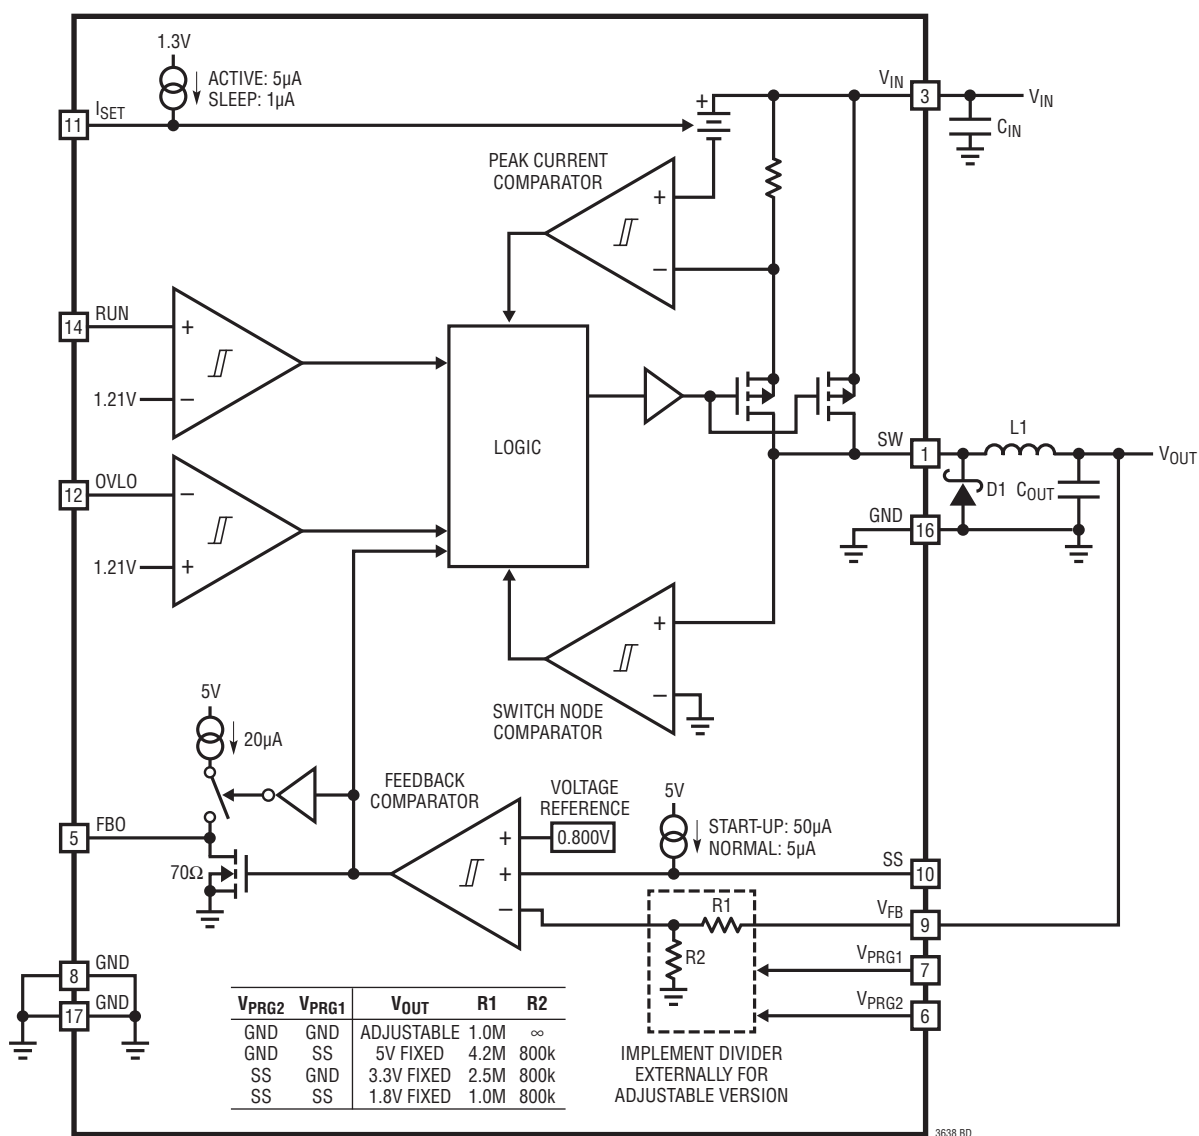 1.3V
ACTIVE: 5µA
SLEEP: 1µA
11
ISET
VIN
3
VIN
CIN
+
PEAK CURRENT
COMPARATOR
+
−
14
RUN
+
1.21V
−
LOGIC
12
OVLO
−
1.21V
+
SW
1
L1
VOUT
D1
COUT
GND
16
+
−
SWITCH NODE
COMPARATOR
5V
20µA
FEEDBACK
COMPARATOR
VOLTAGE
REFERENCE
0.800V
5V
START-UP: 50µA
NORMAL: 5µA
5
FBO
70Ω
+
+
−
SS
10
R1
R2
VFB
9
VPRG1
7
VPRG2
6
8
GND
17
GND
VPRG2 VPRG1 VOUT R1 R2
GND GND ADJUSTABLE 1.0M ∞
GND SS 5V FIXED 4.2M 800k
SS GND 3.3V FIXED 2.5M 800k
SS SS 1.8V FIXED 1.0M 800k
IMPLEMENT DIVIDER
EXTERNALLY FOR
ADJUSTABLE VERSION
3638 BD